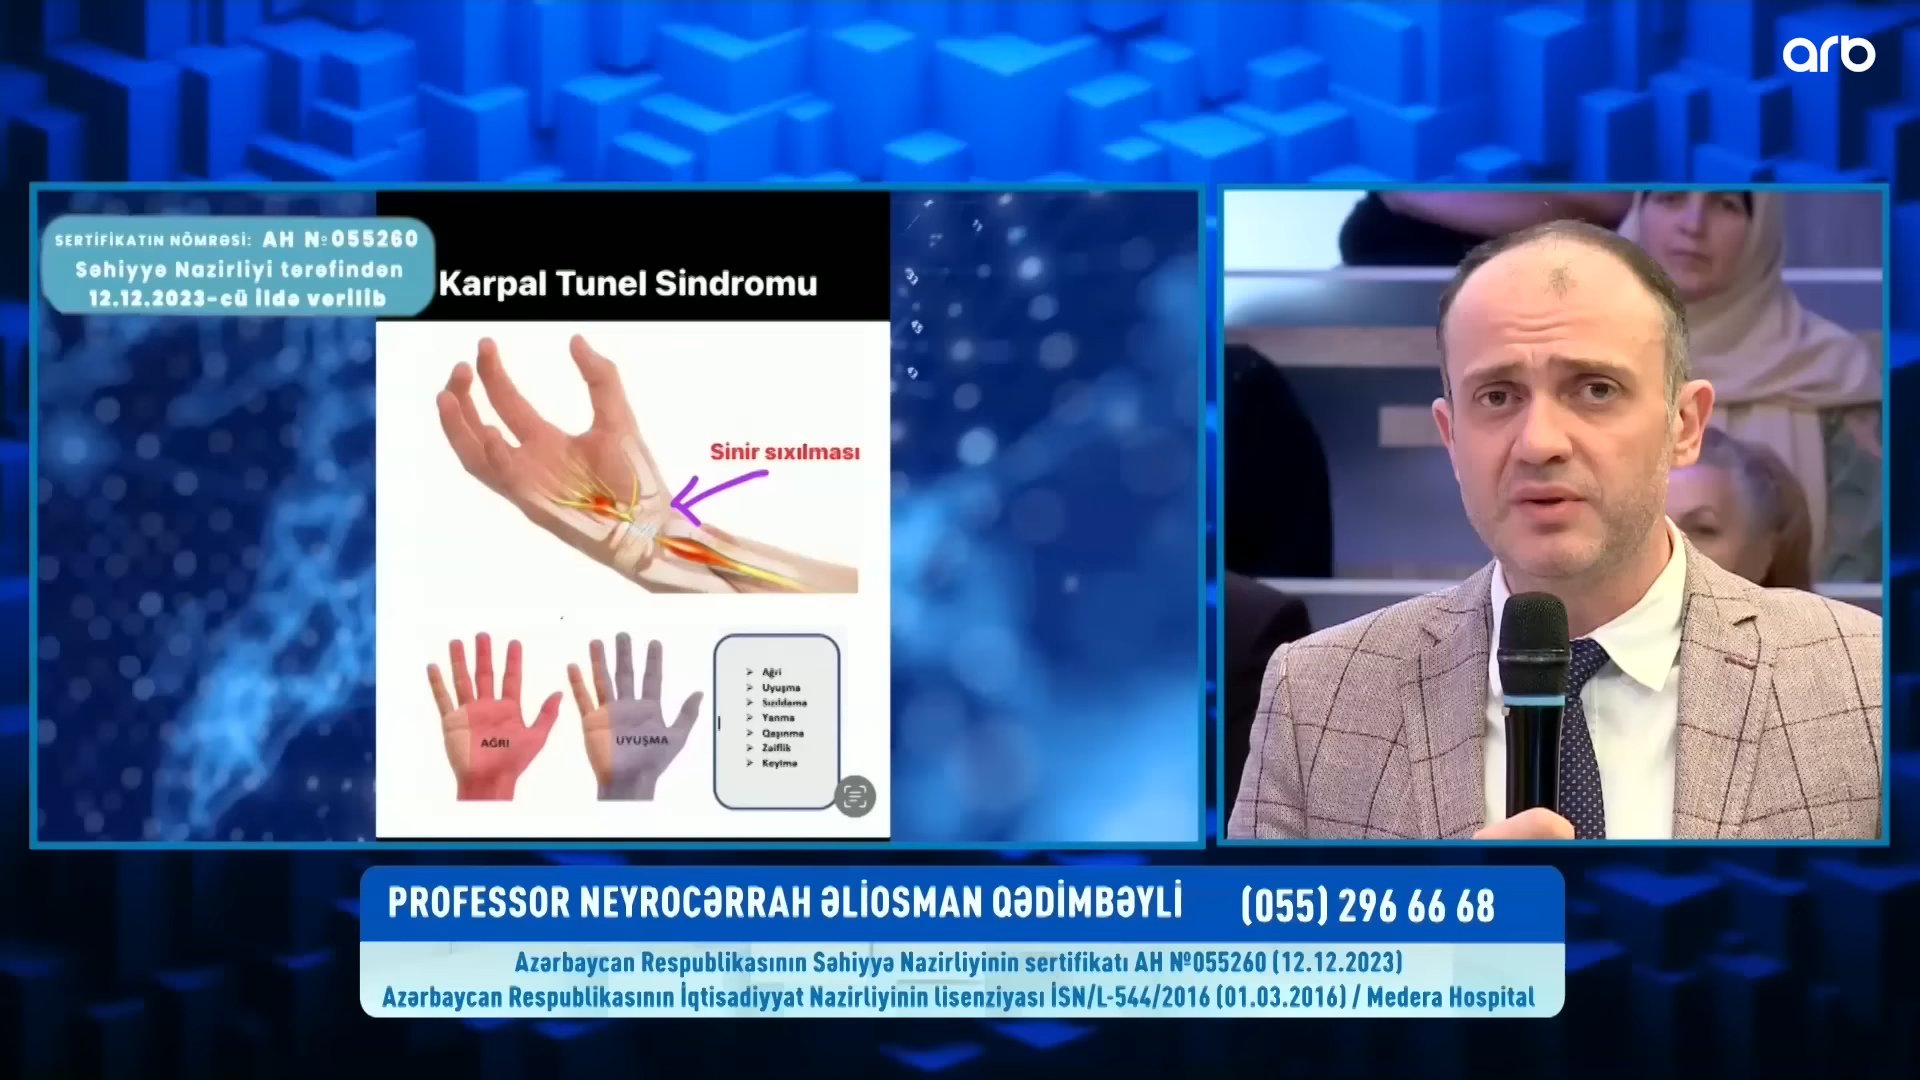 arb
SERTİFİKATIN NÖMRƏSİ: AH №055260
Səhiyyə Nazirliyi tərəfindən
12.12.2023-cü ildə verilib
Karpal Tunel Sindromu
Sinir sıxılması
AĞRI
UYUŞMA
➢ Ağri
➢ Uyuşma
➢ Sızıldama
➢ Yanma
➢ Qaşınma
➢ Zəiflik
➢ Keyimə
PROFESSOR NEYROCƏRRAH ƏLİOSMAN QƏDİMBƏYLİ (055) 296 66 68
Azərbaycan Respublikasının Səhiyyə Nazirliyinin sertifikatı AH №055260 (12.12.2023)
Azərbaycan Respublikasının İqtisadiyyat Nazirliyinin lisenziyası İSN/L-544/2016 (01.03.2016) / Medera Hospital